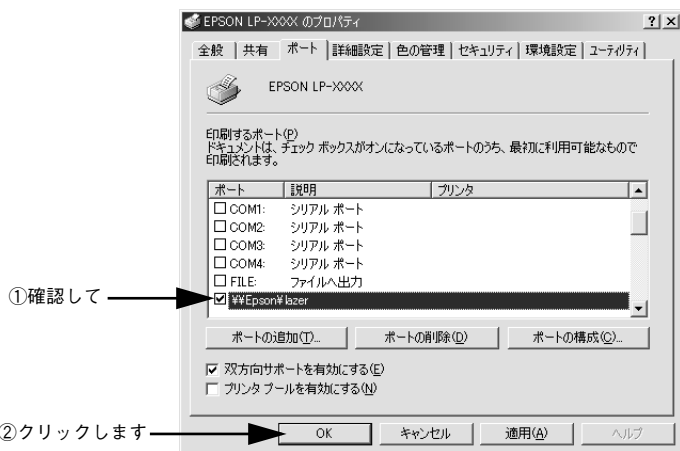 EPSON LP-XXXX のプロパティ
全般 共有 ポート 詳細設定 色の管理 セキュリティ 環境設定 ユーティリティ
EPSON LP-XXXX
印刷するポート(P)
ドキュメントは、チェック ボックスがオンになっているポートのうち、最初に利用可能なもので
印刷されます。
ポート 説明 プリンタ
COM1: シリアル ポート
COM2: シリアル ポート
COM3: シリアル ポート
COM4: シリアル ポート
FILE: ファイルへ出力
①確認して ¥¥Epson¥lazer
ポートの追加(T)... ポートの削除(D) ポートの構成(C)...
双方向サポートを有効にする(E)
プリンタ プールを有効にする(N)
②クリックします OK キャンセル 適用(A) ヘルプ